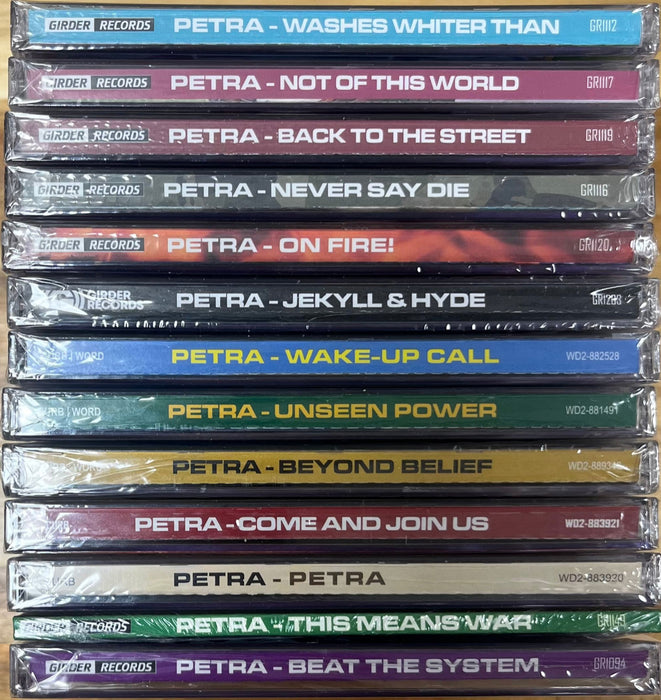 GIRDER RECORDS PETRA - WASHES WHITER THAN GR1112
GIRDER RECORDS PETRA - NOT OF THIS WORLD GR1117
GIRDER RECORDS PETRA - BACK TO THE STREET GR1119
GIRDER RECORDS PETRA - NEVER SAY DIE GR1116
GIRDER RECORDS PETRA - ON FIRE! GR1120
GIRDER RECORDS PETRA - JEKYLL & HYDE
WORD PETRA - WAKE-UP CALL WD2-882528
WORD PETRA - UNSEEN POWER WD2-881491
PETRA - BEYOND BELIEF
PETRA - COME AND JOIN US WD2-883921
PETRA - PETRA WD2-883920
GIRDER RECORDS PETRA - THIS MEANS WAR
GIRDER RECORDS PETRA - BEAT THE SYSTEM GR1094